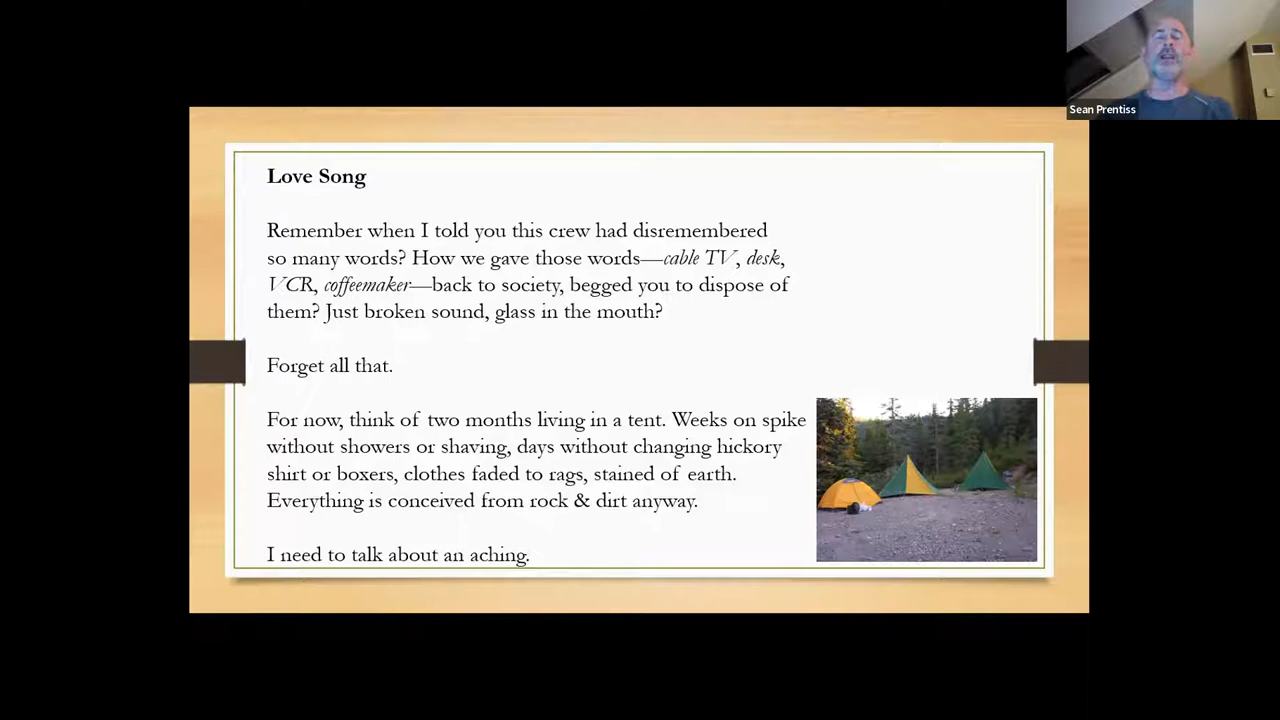 Sean Prentiss
Love Song
Remember when I told you this crew had disremembered
so many words? How we gave those words—cable TV, desk,
VCR, coffeemaker—back to society, begged you to dispose of
them? Just broken sound, glass in the mouth?
Forget all that.
For now, think of two months living in a tent. Weeks on spike
without showers or shaving, days without changing hickory
shirt or boxers, clothes faded to rags, stained of earth.
Everything is conceived from rock & dirt anyway.
I need to talk about an aching.